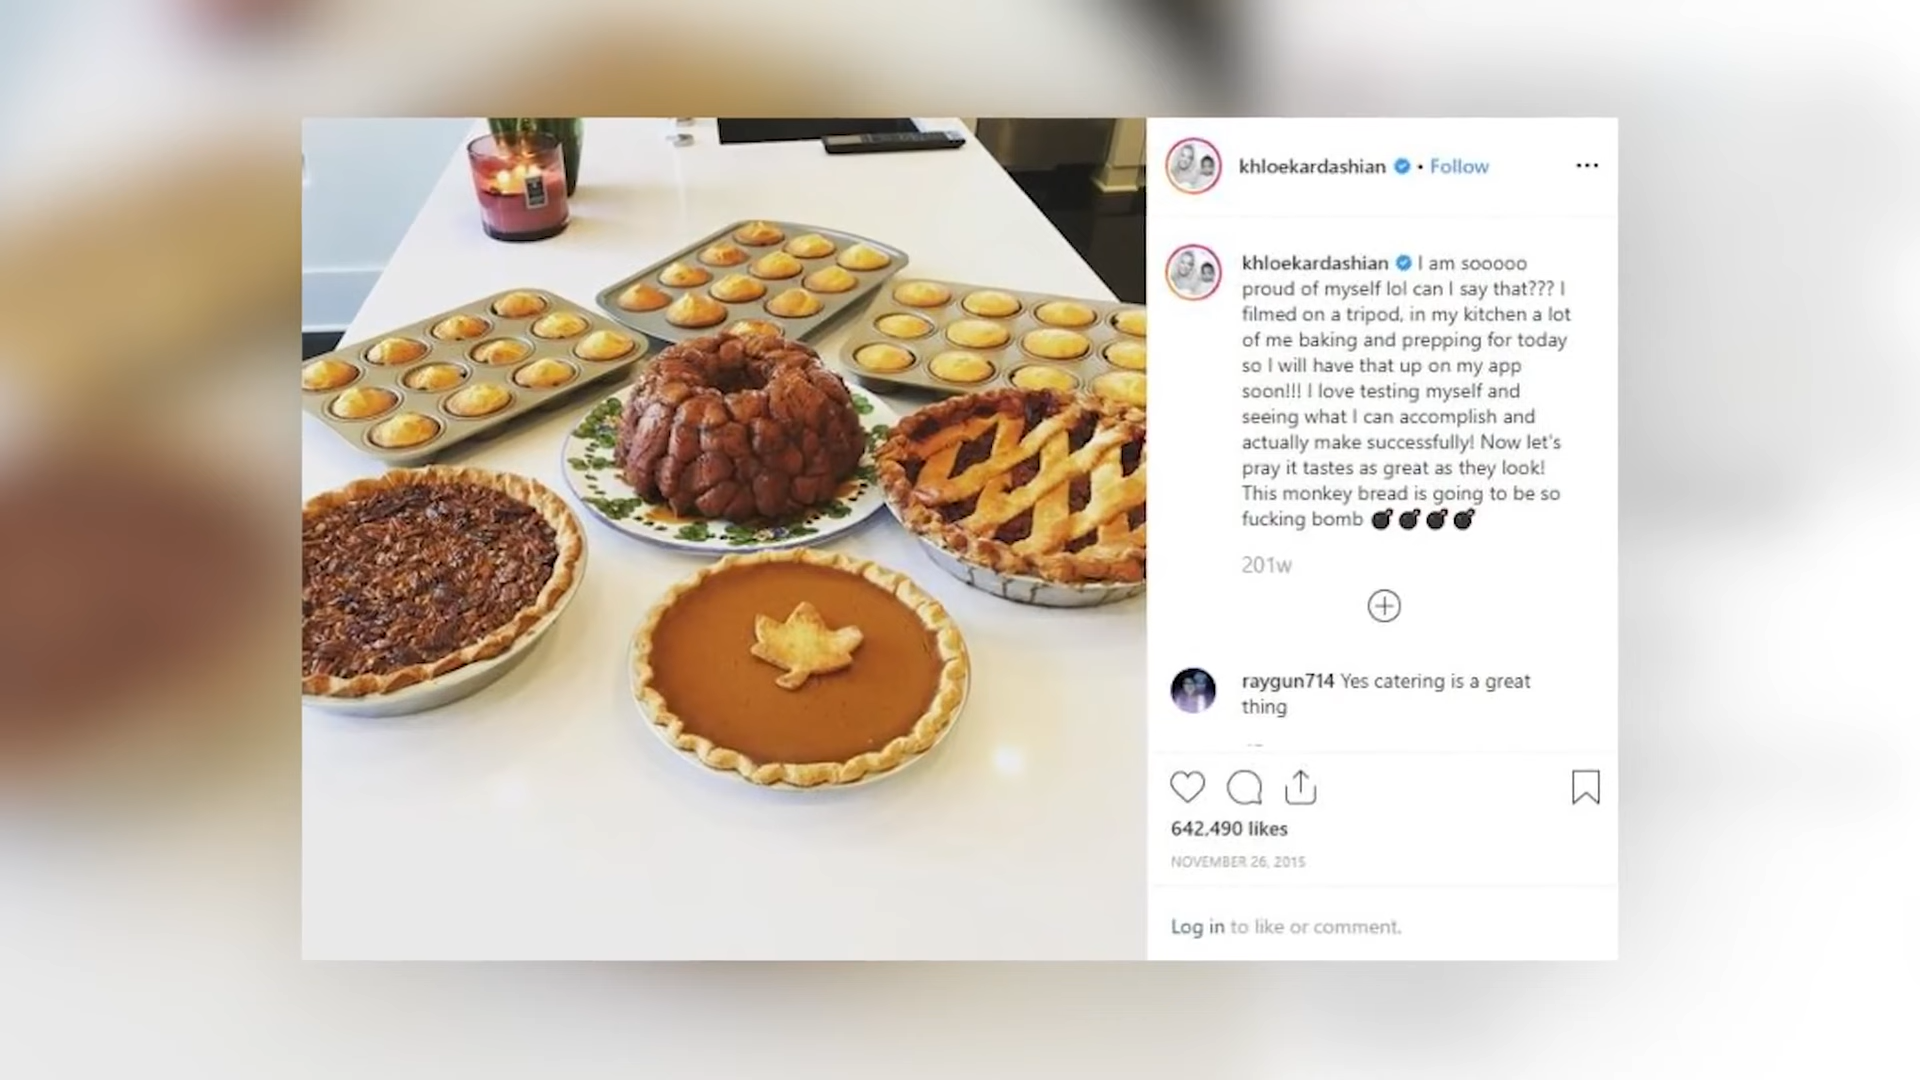 khloekardashian • Follow
khloekardashian I am sooooo
proud of myself lol can I say that??? I
filmed on a tripod, in my kitchen a lot
of me baking and prepping for today
so I will have that up on my app
soon!!! I love testing myself and
seeing what I can accomplish and
actually make successfully! Now let's
pray it tastes as great as they look!
This monkey bread is going to be so
fucking bomb 💣💣💣💣
201w
raygun714 Yes catering is a great
thing
642,490 likes
NOVEMBER 26, 2015
Log in to like or comment.